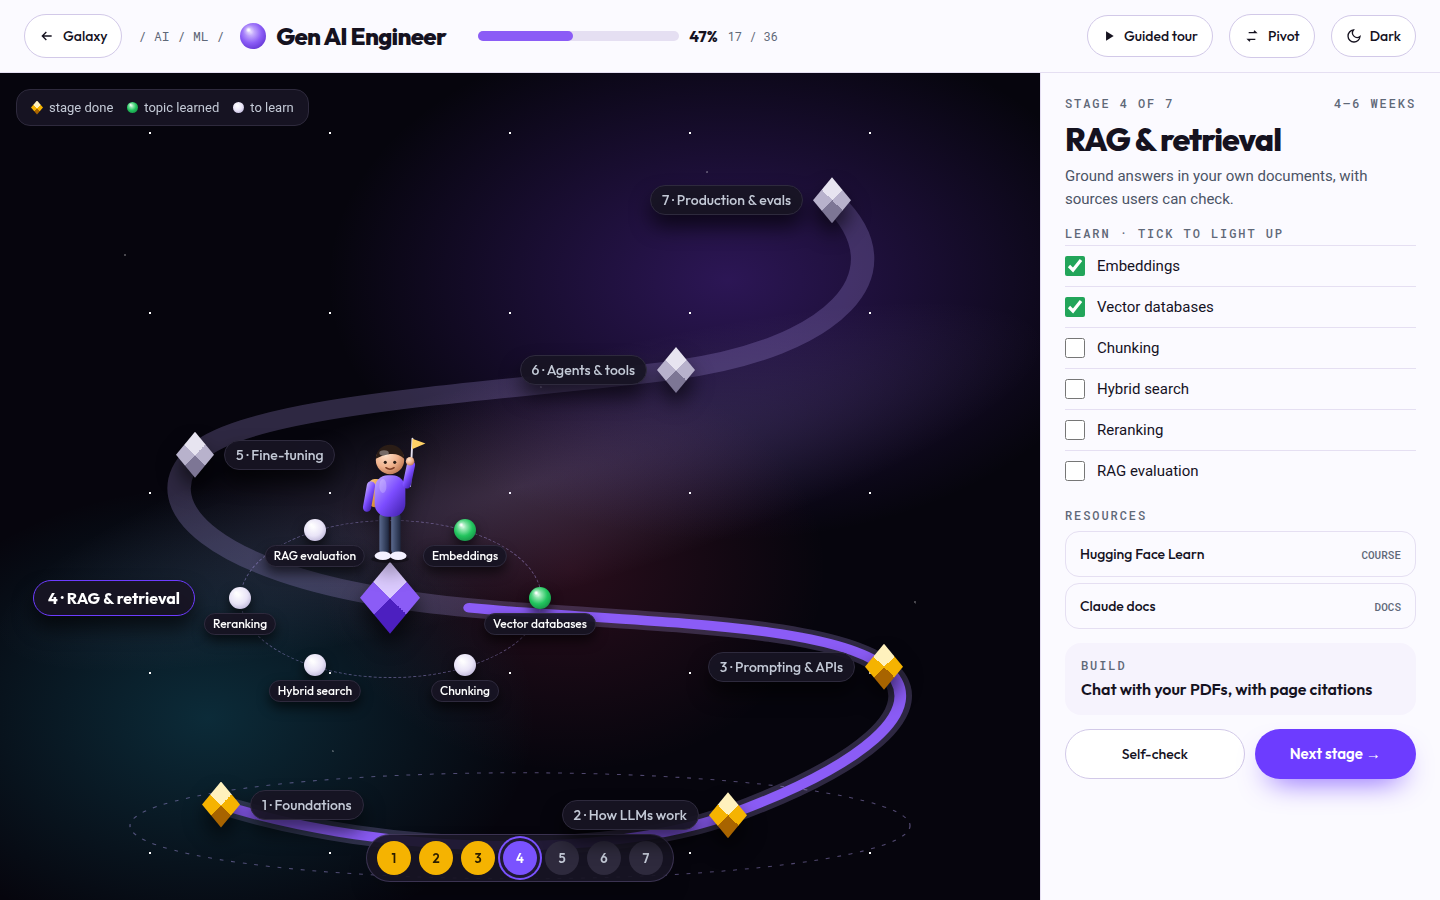 Galaxy
/ AI / ML /
Gen AI Engineer
47% 17 / 36
Guided tour
Pivot
Dark
stage done
topic learned
to learn
7 · Production & evals
6 · Agents & tools
5 · Fine-tuning
RAG evaluation
Embeddings
4 · RAG & retrieval
Reranking
Vector databases
Hybrid search
Chunking
3 · Prompting & APIs
1 · Foundations
2 · How LLMs work
1 2 3 4 5 6 7
STAGE 4 OF 7
4–6 WEEKS
RAG & retrieval
Ground answers in your own documents, with
sources users can check.
LEARN · TICK TO LIGHT UP
Embeddings
Vector databases
Chunking
Hybrid search
Reranking
RAG evaluation
RESOURCES
Hugging Face Learn COURSE
Claude docs DOCS
BUILD
Chat with your PDFs, with page citations
Self-check
Next stage →